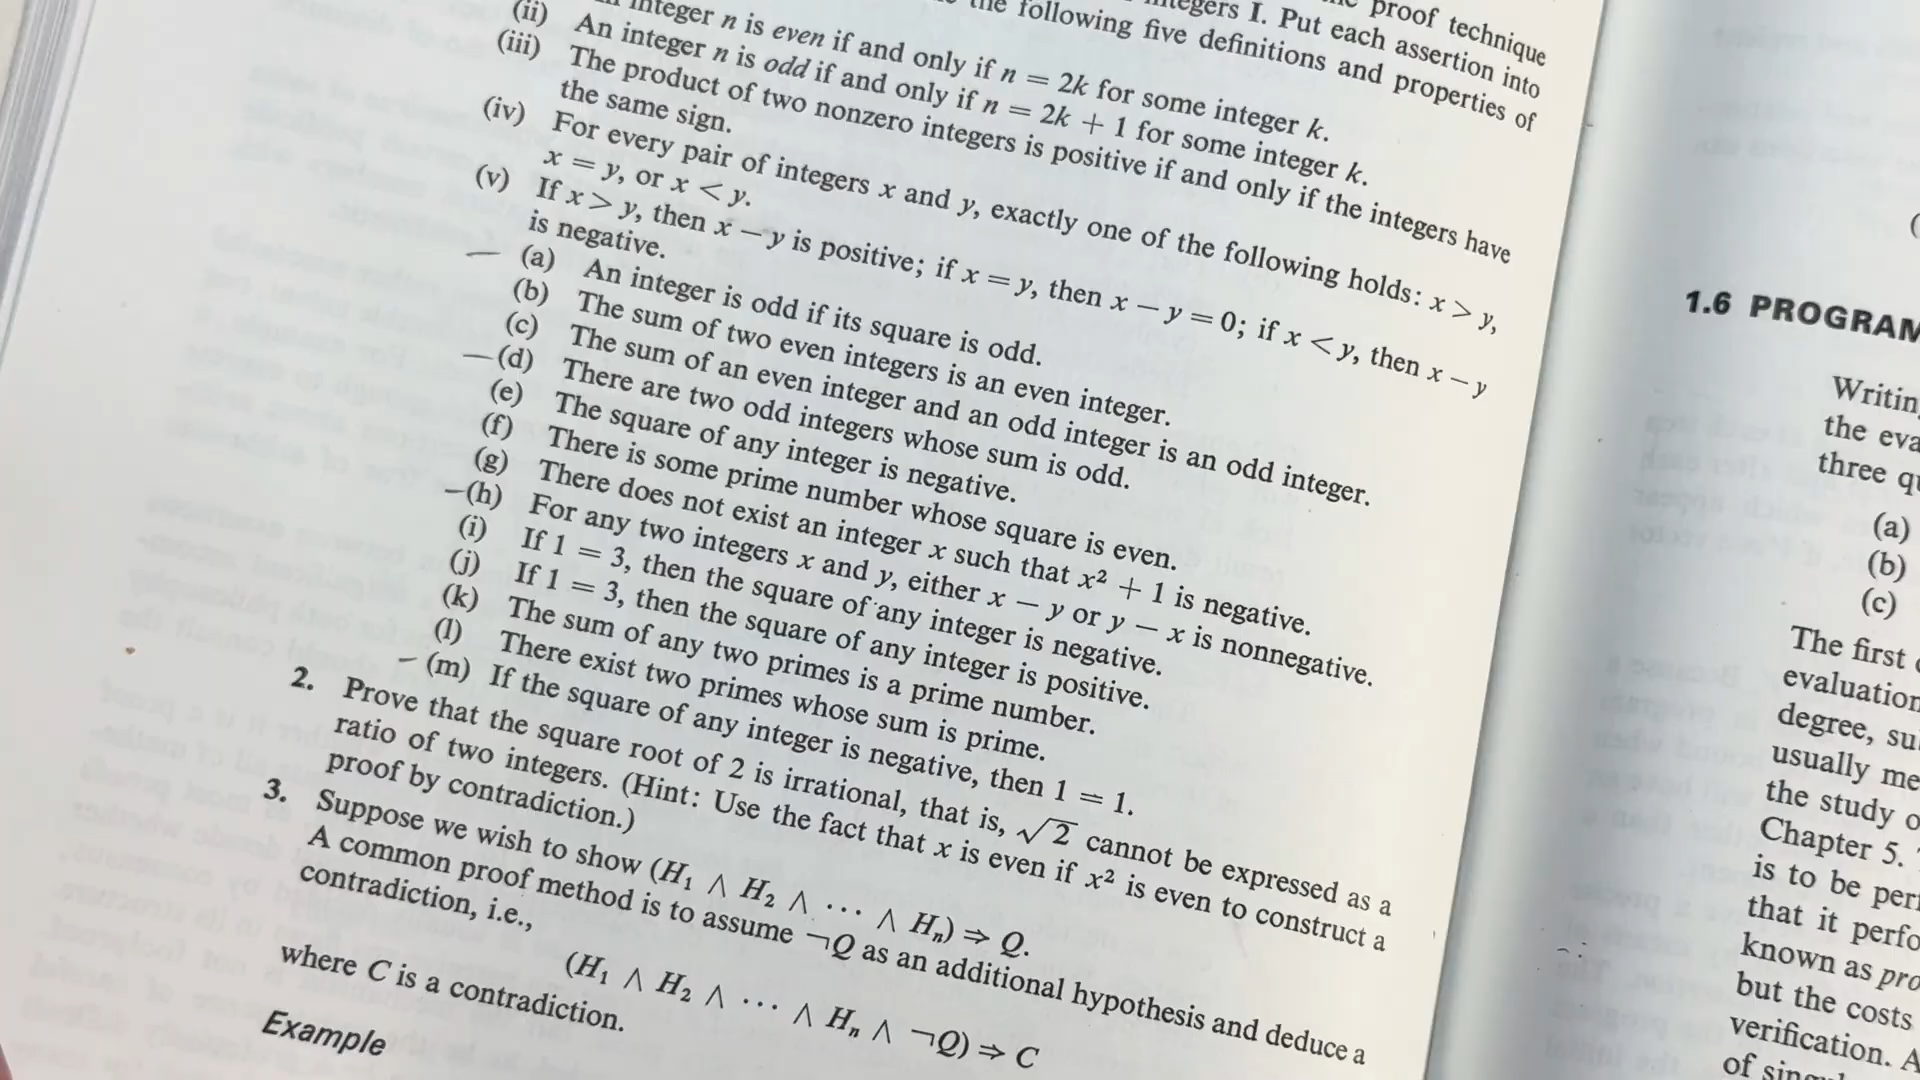 proof technique
integers I. Put each assertion into
the following five definitions and properties of
integer n is even if and only if n = 2k for some integer k.
(ii) An integer n is odd if and only if n = 2k + 1 for some integer k.
(iii) The product of two nonzero integers is positive if and only if the integers have
the same sign.
(iv) For every pair of integers x and y, exactly one of the following holds: x > y,
x = y, or x < y.
(v) If x > y, then x − y is positive; if x = y, then x − y = 0; if x < y, then x − y
is negative.
(a) An integer is odd if its square is odd.
(b) The sum of two even integers is an even integer.
(c) The sum of an even integer and an odd integer is an odd integer.
(d) There are two odd integers whose sum is odd.
(e) The square of any integer is negative.
(f) There is some prime number whose square is even.
(g) There does not exist an integer x such that x² + 1 is negative.
(h) For any two integers x and y, either x − y or y − x is nonnegative.
(i) If 1 = 3, then the square of any integer is negative.
(j) If 1 = 3, then the square of any integer is positive.
(k) The sum of any two primes is a prime number.
(l) There exist two primes whose sum is prime.
(m) If the square of any integer is negative, then 1 = 1.
2. Prove that the square root of 2 is irrational, that is, √2 cannot be expressed as a
ratio of two integers. (Hint: Use the fact that x is even if x² is even to construct a
proof by contradiction.)
3. Suppose we wish to show (H₁ ∧ H₂ ∧ ⋯ ∧ Hₙ) ⇒ Q.
A common proof method is to assume ¬Q as an additional hypothesis and deduce a
contradiction, i.e.,
(H₁ ∧ H₂ ∧ ⋯ ∧ Hₙ ∧ ¬Q) ⇒ C
where C is a contradiction.
Example
(
1.6 PROGRAM
Writin
the eva
three qu
(a)
(b)
(c)
The first
evaluation
degree, su
usually me
the study o
Chapter 5.
is to be per
that it perfo
known as pro
but the costs
verification. A
of sin